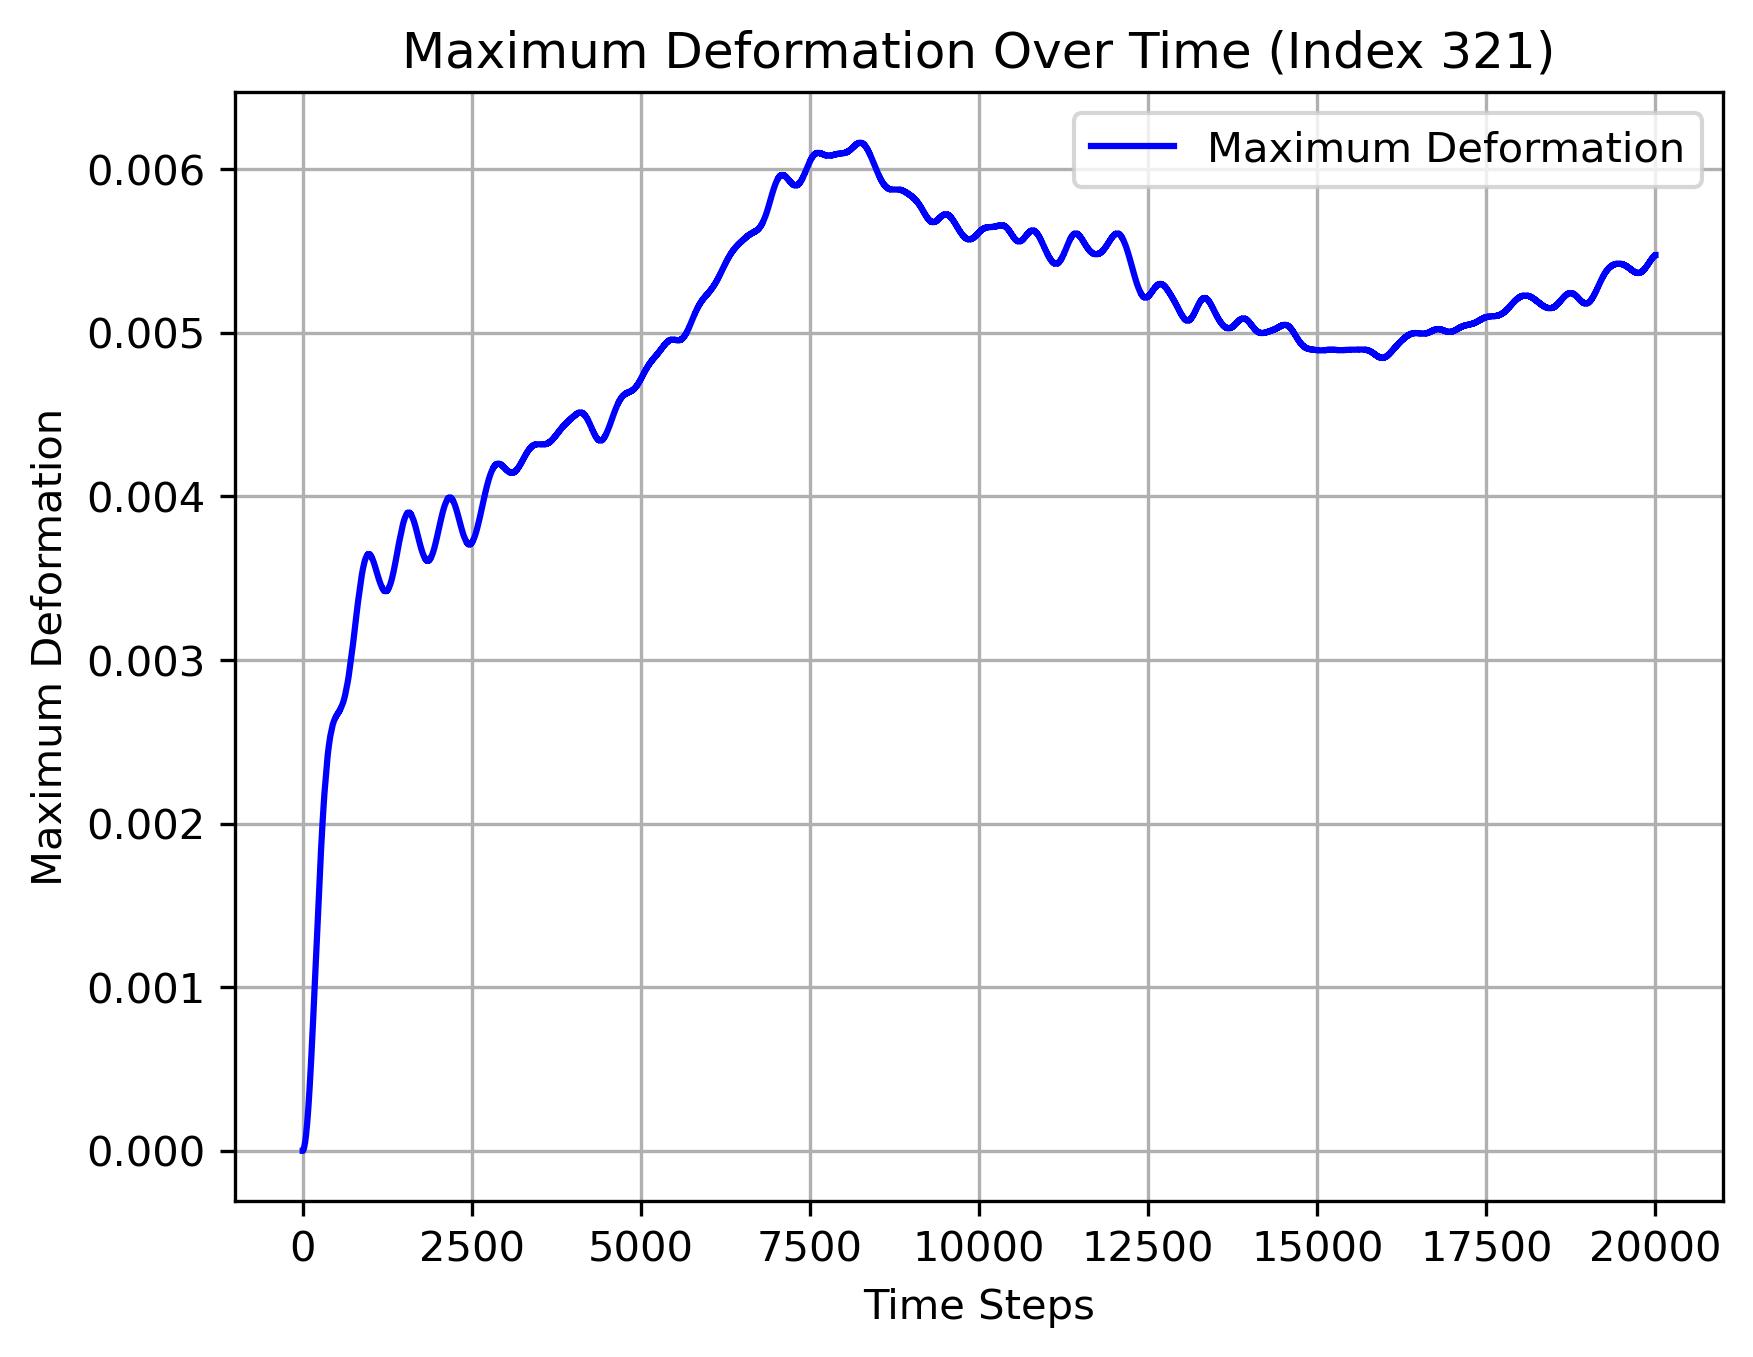 Maximum Deformation Over Time (Index 321)
Maximum Deformation
0.006
0.005
0.004
0.003
0.002
0.001
0.000
Maximum Deformation
0 2500 5000 7500 10000 12500 15000 17500 20000
Time Steps